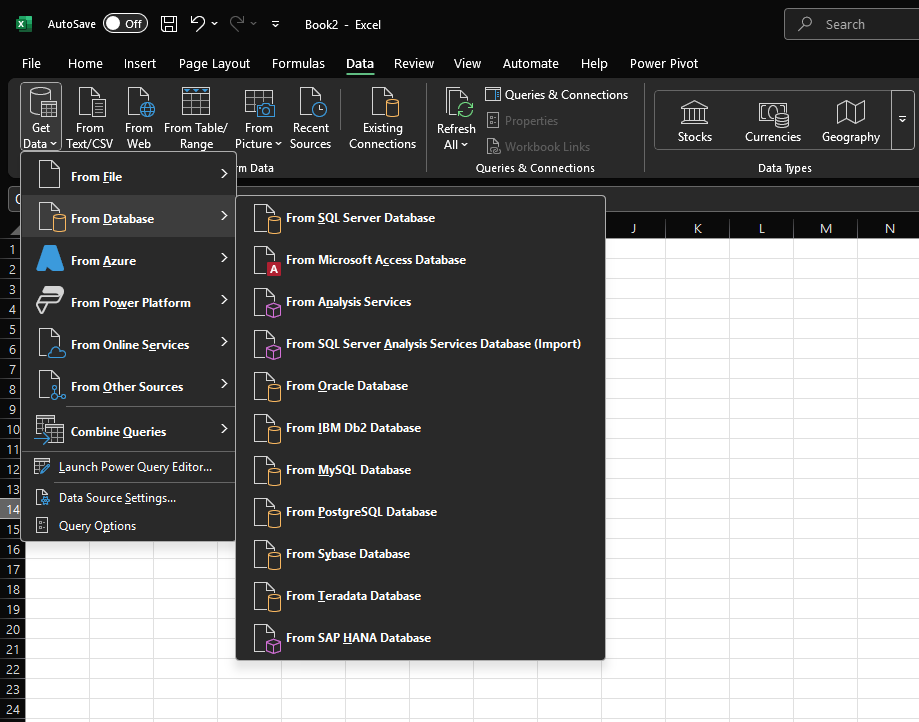 AutoSave Off Book2 - Excel Search
File Home Insert Page Layout Formulas Data Review View Automate Help Power Pivot
Get Data
From Text/CSV
From Web
From Table/ Range
From Picture
Recent Sources
Existing Connections
Refresh All
Queries & Connections
Properties
Workbook Links
Stocks
Currencies
Geography
m Data
Queries & Connections
Data Types
From File
From Database
From Azure
From Power Platform
From Online Services
From Other Sources
Combine Queries
Launch Power Query Editor...
Data Source Settings...
Query Options
From SQL Server Database
From Microsoft Access Database
From Analysis Services
From SQL Server Analysis Services Database (Import)
From Oracle Database
From IBM Db2 Database
From MySQL Database
From PostgreSQL Database
From Sybase Database
From Teradata Database
From SAP HANA Database
J K L M N
1
2
3
4
5
6
7
8
9
10
11
12
13
14
15
16
17
18
19
20
21
22
23
24